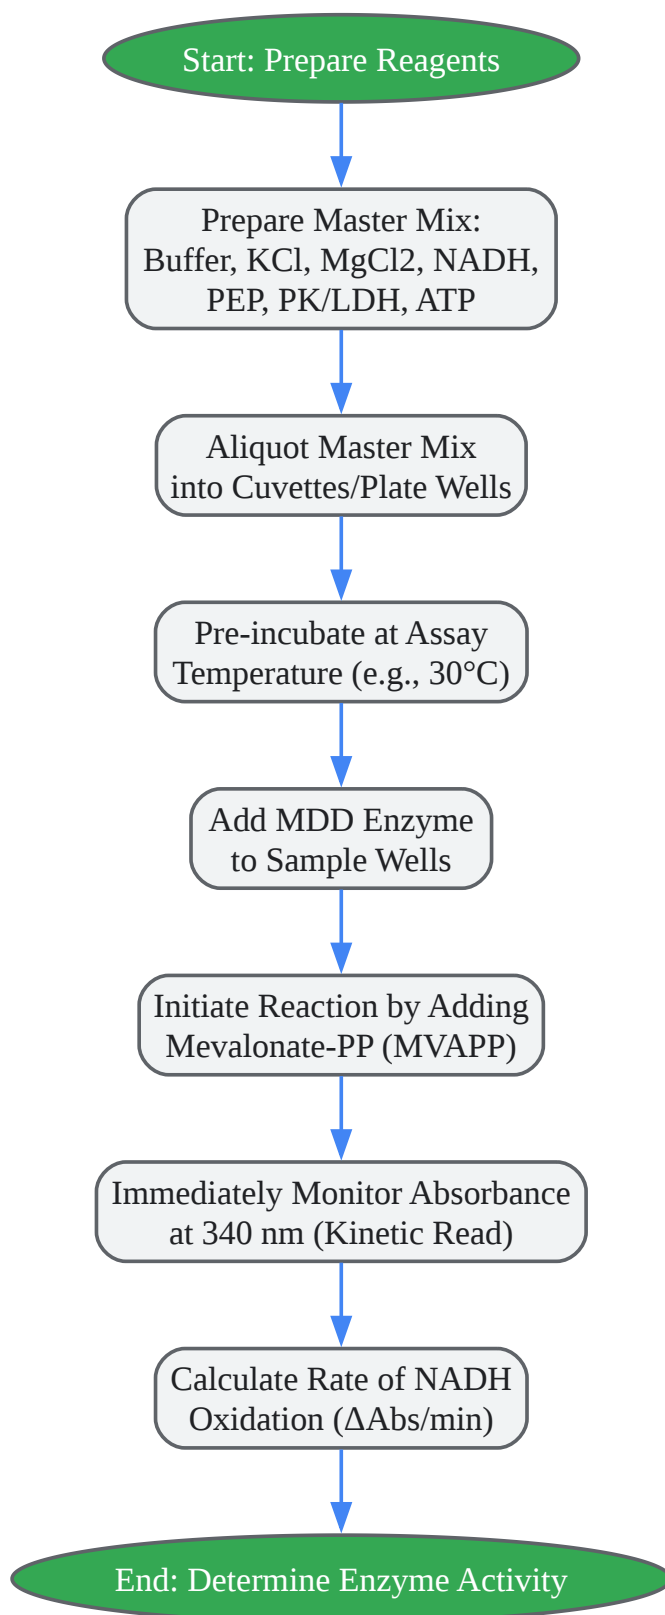 Start: Prepare Reagents
Prepare Master Mix:
Buffer, KCl, MgCl2, NADH,
PEP, PK/LDH, ATP
Aliquot Master Mix
into Cuvettes/Plate Wells
Pre-incubate at Assay
Temperature (e.g., 30°C)
Add MDD Enzyme
to Sample Wells
Initiate Reaction by Adding
Mevalonate-PP (MVAPP)
Immediately Monitor Absorbance
at 340 nm (Kinetic Read)
Calculate Rate of NADH
Oxidation (ΔAbs/min)
End: Determine Enzyme Activity